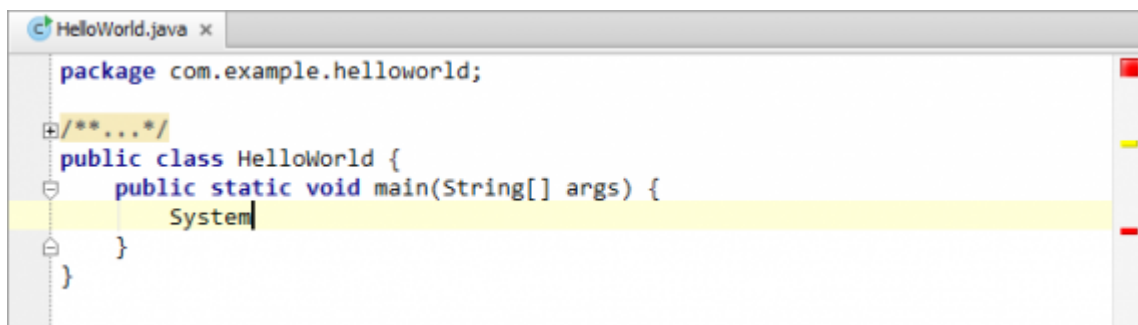 HelloWorld.java ×
package com.example.helloworld;
/**...*/
public class HelloWorld {
public static void main(String[] args) {
System
}
}